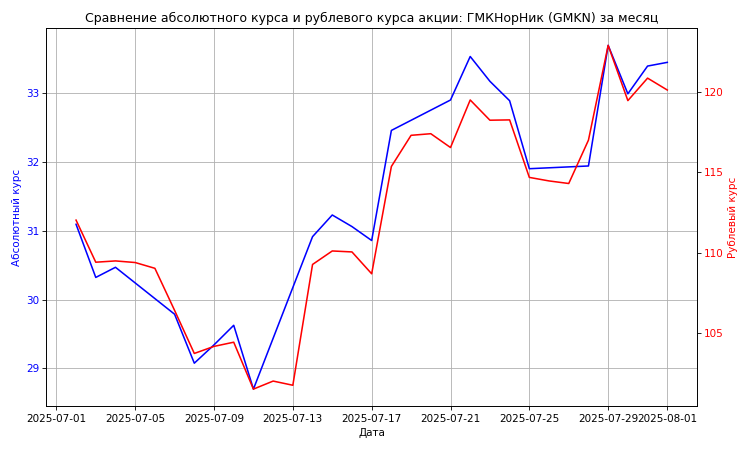 Сравнение абсолютного курса и рублевого курса акции: ГМКНорНик (GMKN) за месяц
33
32
31
30
29
Абсолютный курс
120
115
110
105
Рублевый курс
2025-07-01 2025-07-05 2025-07-09 2025-07-13 2025-07-17 2025-07-21 2025-07-25 2025-07-29 2025-08-01
Дата